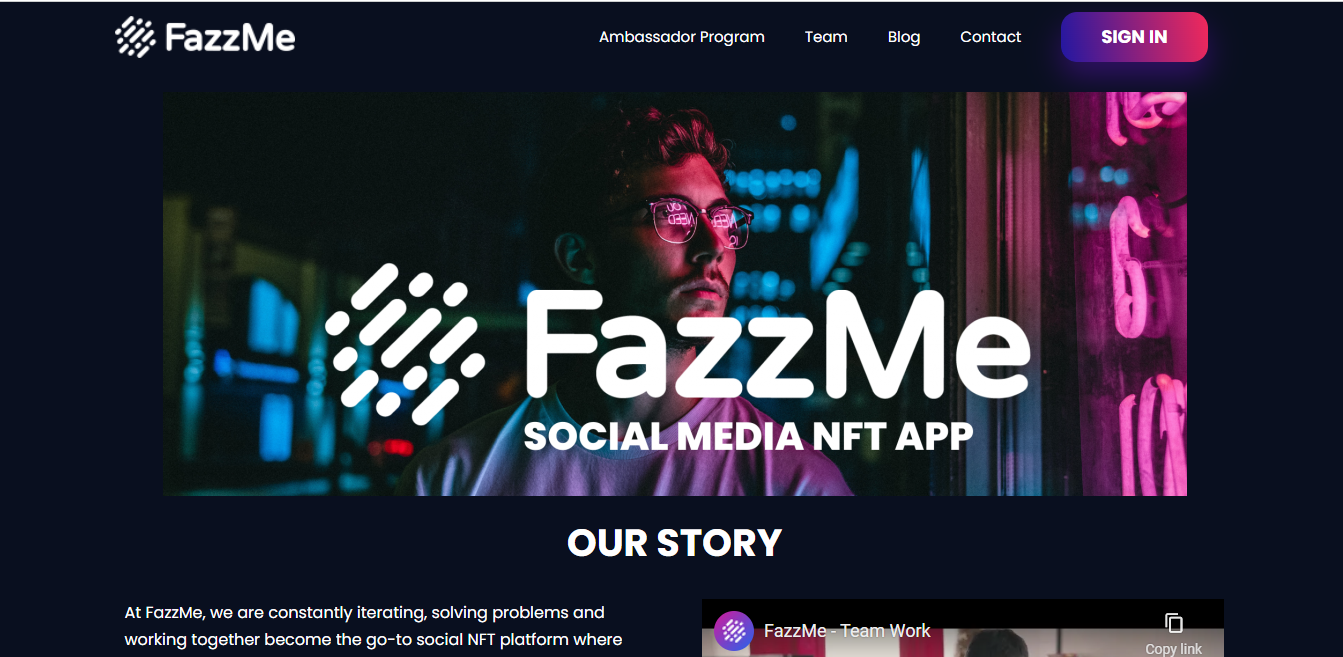 FazzMe
Ambassador Program
Team
Blog
Contact
SIGN IN
FazzMe
SOCIAL MEDIA NFT APP
OUR STORY
At FazzMe, we are constantly iterating, solving problems and
working together become the go-to social NFT platform where
FazzMe - Team Work
Copy link